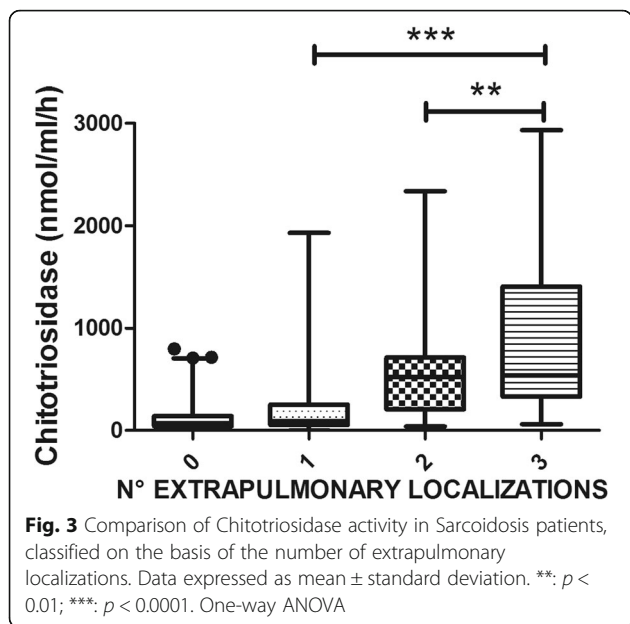 ***
**
3000
2000
1000
0
Chitotriosidase (nmol/ml/h)
0 1 2 3
N° EXTRAPULMONARY LOCALIZATIONS
Fig. 3 Comparison of Chitotriosidase activity in Sarcoidosis patients,
classified on the basis of the number of extrapulmonary
localizations. Data expressed as mean ± standard deviation. **: p <
0.01; ***: p < 0.0001. One-way ANOVA